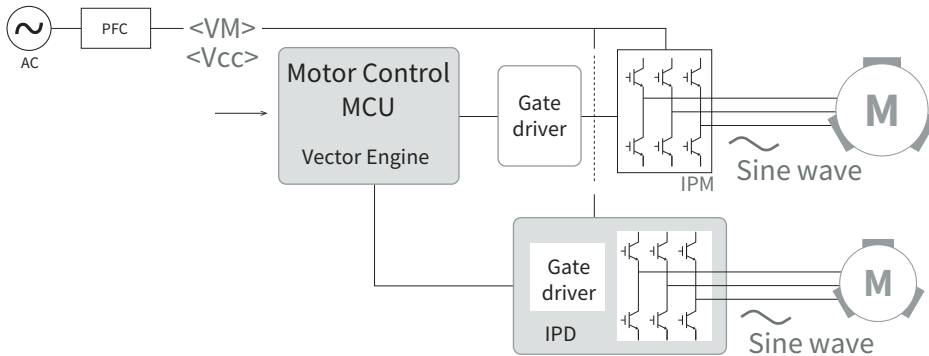 PFC
<VM>
AC
<Vcc>
Motor Control
MCU
Vector Engine
Gate
driver
IPM
M
Sine wave
Gate
driver
IPD
M
Sine wave